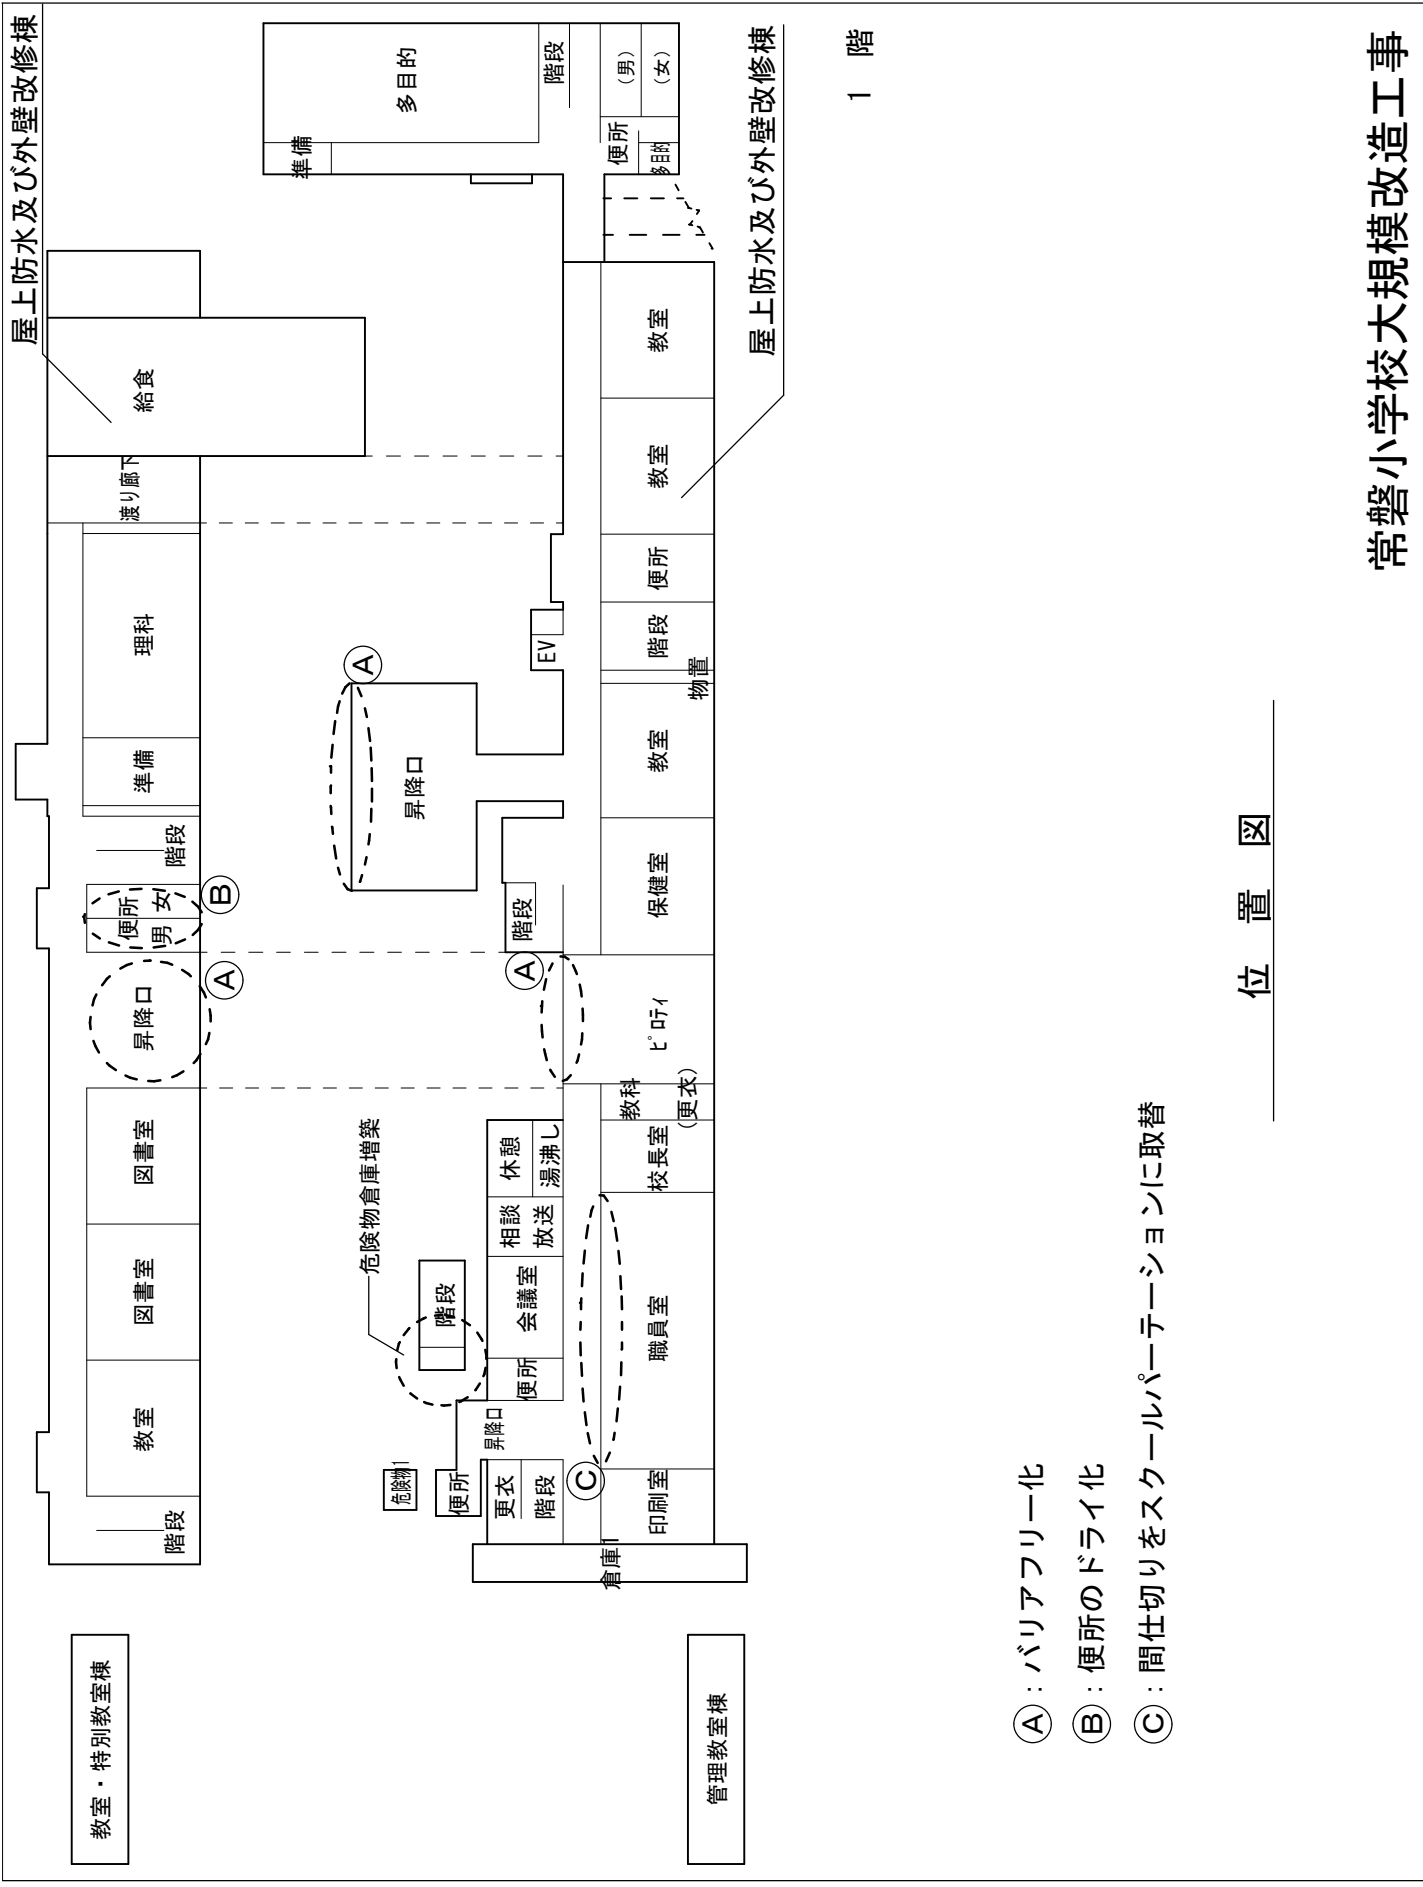 常磐小学校大規模改造工事
位 置 図
1 階
屋上防水及び外壁改修棟
教室・特別教室棟
階段
教室
図書室
図書室
昇降口
便所
男
女
階段
準備
理科
渡り廊下
給食
A
B
昇降口
A
危険物倉庫増築
階段
危険物1
便所
昇降口
更衣
階段
便所
会議室
相談
放送
休憩
湯沸し
A
階段
EV
準備
多目的
階段
便所
(男)
(女)
多目的
管理教室棟
倉庫1
印刷室
C
職員室
校長室
教科
(更衣)
ピロティ
保健室
教室
物置
階段
便所
教室
教室
屋上防水及び外壁改修棟
A:バリアフリー化
B:便所のドライ化
C:間仕切りをスクールパーテーションに取替